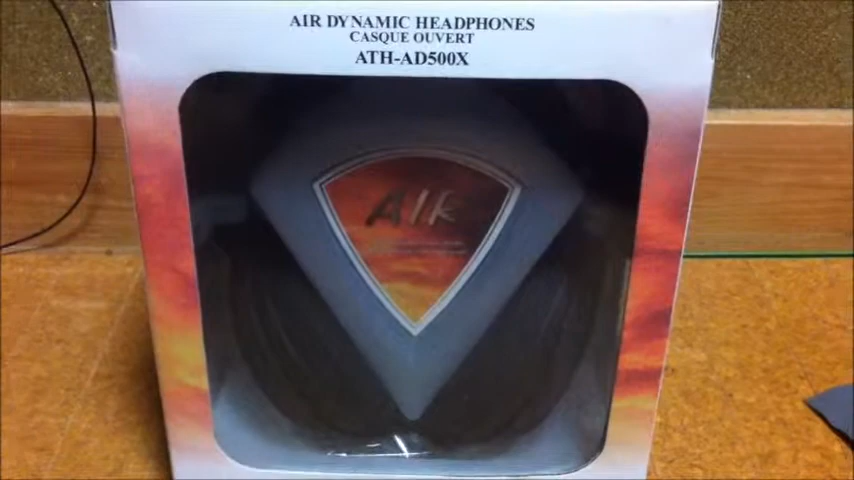 AIR DYNAMIC HEADPHONES
CASQUE OUVERT
ATH-AD500X
AIR